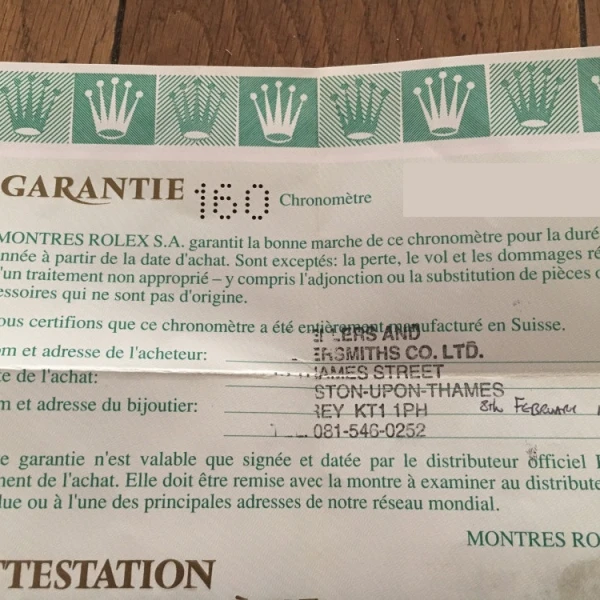 GARANTIE 160 Chronomètre
MONTRES ROLEX S.A. garantit la bonne marche de ce chronomètre pour la duré
nnée à partir de la date d'achat. Sont exceptés: la perte, le vol et les dommages ré
'un traitement non approprié – y compris l'adjonction ou la substitution de pièces o
essoires qui ne sont pas d'origine.
ous certifions que ce chronomètre a été entièrement manufacturé en Suisse.
LERS AND
om et adresse de l'acheteur: ERSMITHS CO. LTD.
te de l'achat: HAMES STREET
STON-UPON-THAMES
m et adresse du bijoutier: REY KT1 1PH 8th FEBRUARY
081-546-0252
e garantie n'est valable que signée et datée par le distributeur officiel
ment de l'achat. Elle doit être remise avec la montre à examiner au distribute
lue ou à l'une des principales adresses de notre réseau mondial.
MONTRES RO
TTESTATION